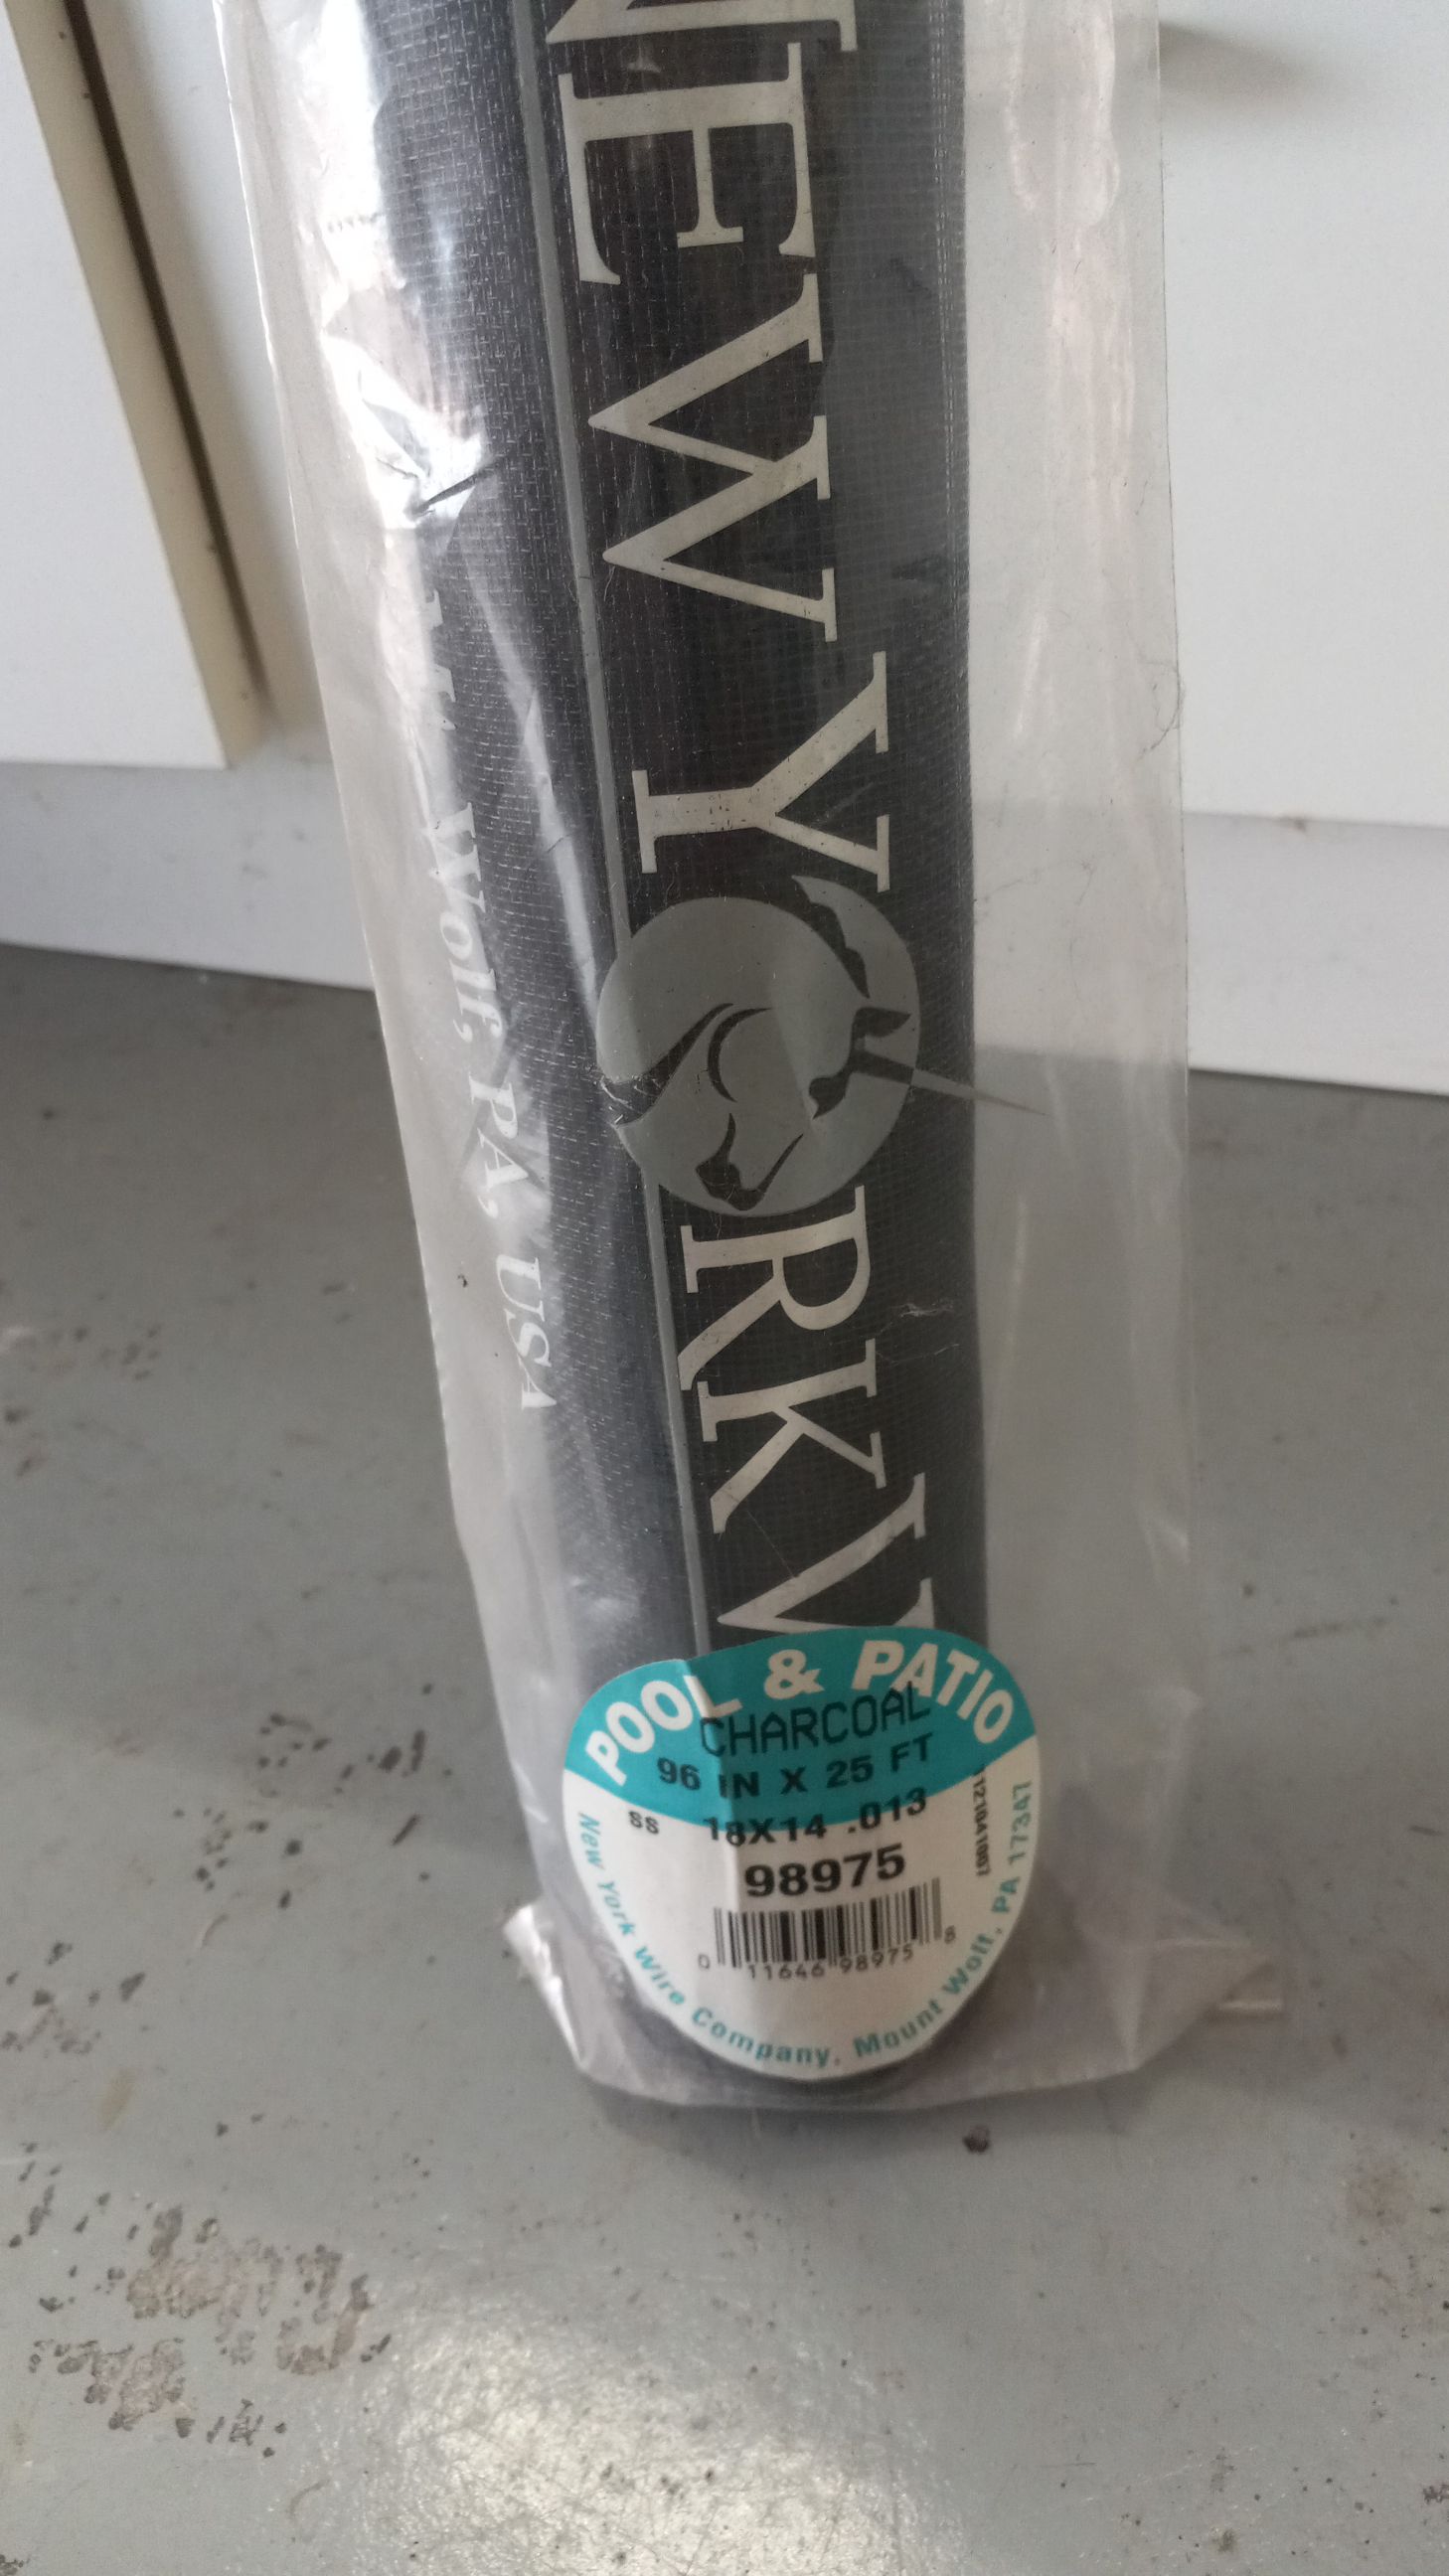 NEW Y RK W
Wolf, PA, USA
POOL & PATIO
CHARCOAL
96 IN X 25 FT
SS 18X14 .013
98975
0 11646 98975 8
New York Wire Company, Mount Wolf, PA 17347